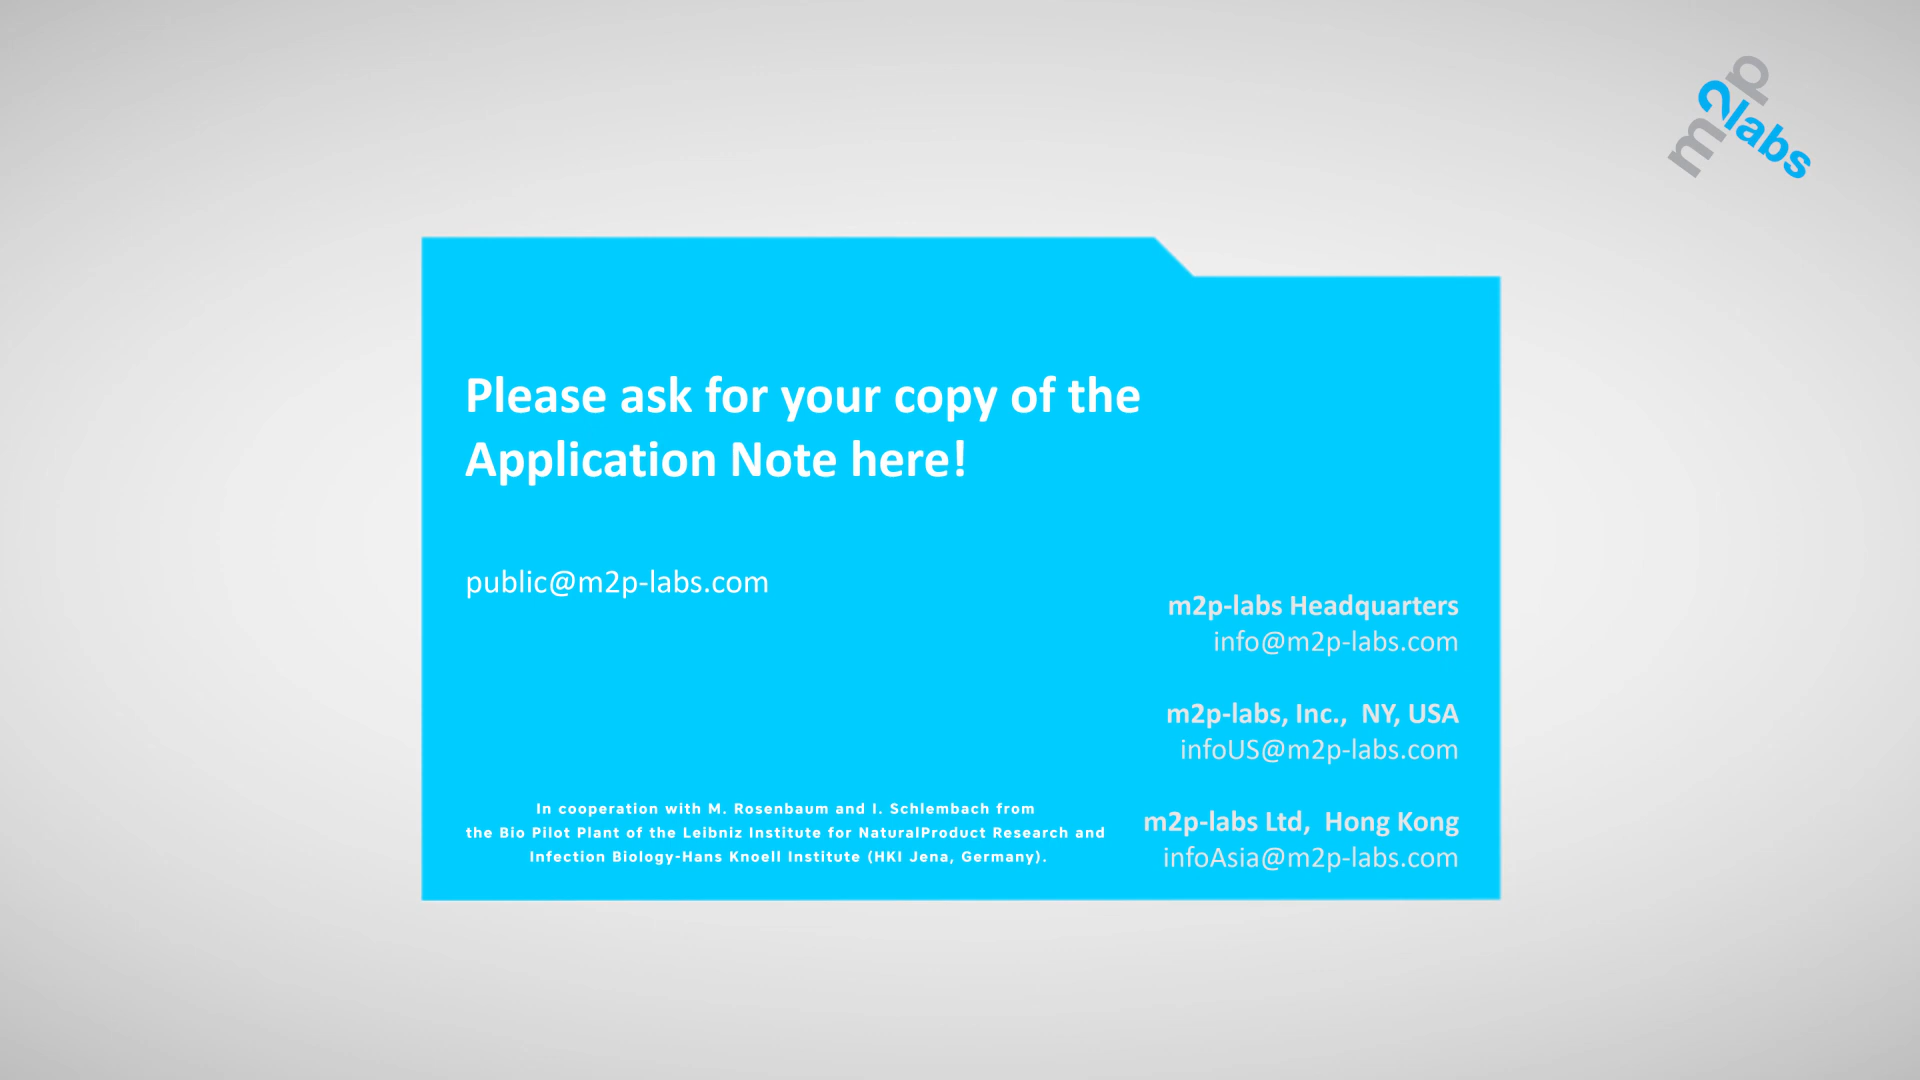 m2p
labs
Please ask for your copy of the
Application Note here!
public@m2p-labs.com
m2p-labs Headquarters
info@m2p-labs.com
m2p-labs, Inc., NY, USA
infoUS@m2p-labs.com
m2p-labs Ltd, Hong Kong
infoAsia@m2p-labs.com
In cooperation with M. Rosenbaum and I. Schlembach from
the Bio Pilot Plant of the Leibniz Institute for NaturalProduct Research and
Infection Biology-Hans Knoell Institute (HKI Jena, Germany).